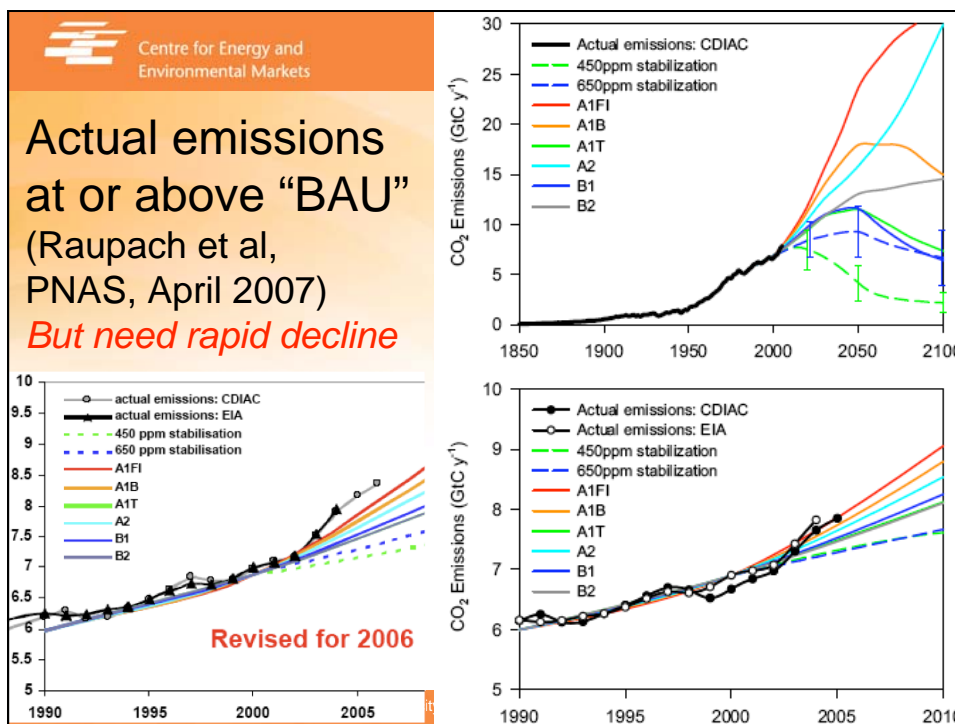 Centre for Energy and
Environmental Markets
Actual emissions
at or above “BAU”
(Raupach et al,
PNAS, April 2007)
But need rapid decline
10
9.5
9
8.5
8
7.5
7
6.5
6
5.5
5
actual emissions: CDIAC
actual emissions: EIA
450 ppm stabilisation
650 ppm stabilisation
A1FI
A1B
A1T
A2
B1
B2
Revised for 2006
1990
1995
2000
2005
CO2 Emissions (GtC y-1)
30
25
20
15
10
5
0
Actual emissions: CDIAC
450ppm stabilization
650ppm stabilization
A1FI
A1B
A1T
A2
B1
B2
1850
1900
1950
2000
2050
2100
CO2 Emissions (GtC y-1)
10
9
8
7
6
5
Actual emissions: CDIAC
Actual emissions: EIA
450ppm stabilization
650ppm stabilization
A1FI
A1B
A1T
A2
B1
B2
1990
1995
2000
2005
2010